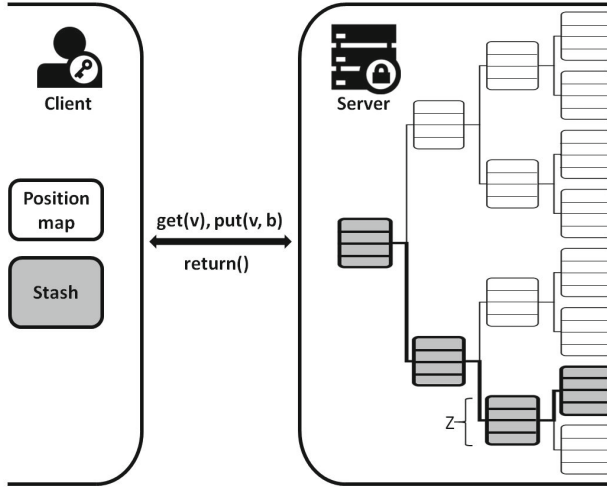 Client
Server
Position
map
get(v), put(v, b)
return()
Stash
Z